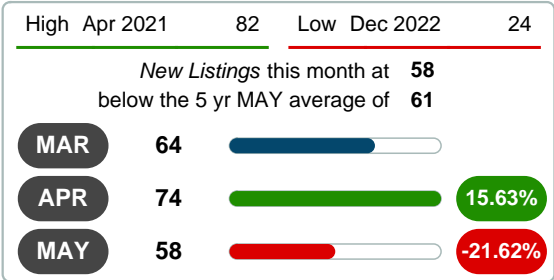 High Apr 2021 82 Low Dec 2022 24
New Listings this month at 58
below the 5 yr MAY average of 61
MAR 64
APR 74 15.63%
MAY 58 -21.62%